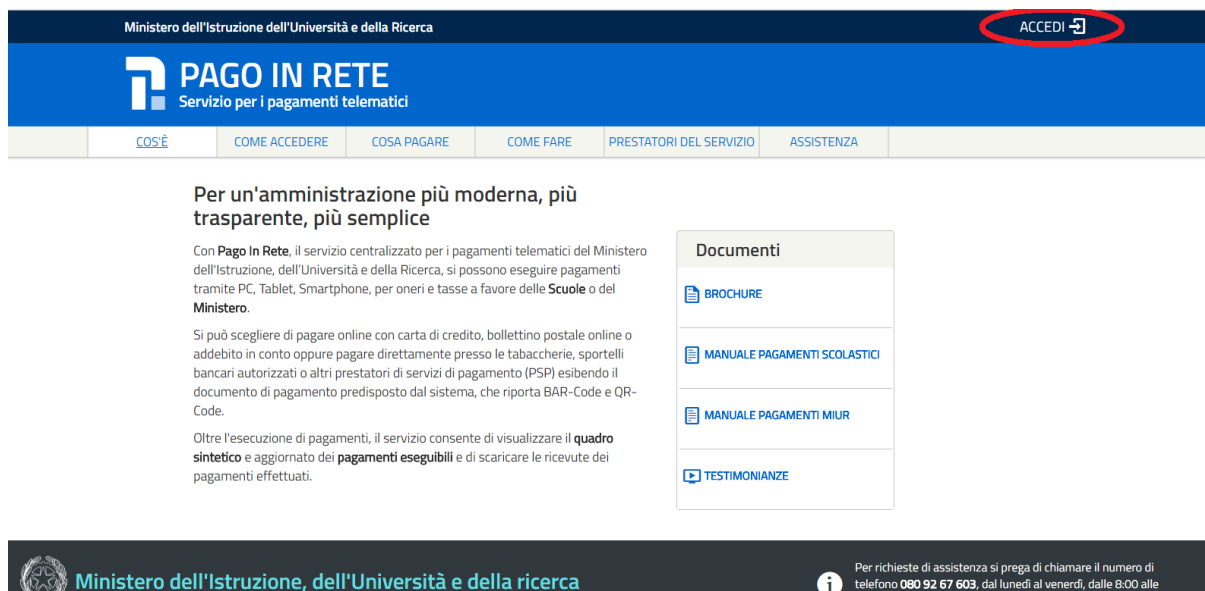 Ministero dell'Istruzione dell'Università e della Ricerca
ACCEDI
PAGO IN RETE
Servizio per i pagamenti telematici
COS'È
COME ACCEDERE
COSA PAGARE
COME FARE
PRESTATORI DEL SERVIZIO
ASSISTENZA
Per un'amministrazione più moderna, più
trasparente, più semplice
Con Pago In Rete, il servizio centralizzato per i pagamenti telematici del Ministero
dell'Istruzione, dell'Università e della Ricerca, si possono eseguire pagamenti
tramite PC, Tablet, Smartphone, per oneri e tasse a favore delle Scuole o del
Ministero.
Si può scegliere di pagare online con carta di credito, bollettino postale online o
addebito in conto oppure pagare direttamente presso le tabaccherie, sportelli
bancari autorizzati o altri prestatori di servizi di pagamento (PSP) esibendo il
documento di pagamento predisposto dal sistema, che riporta BAR-Code e QR-
Code.
Oltre l'esecuzione di pagamenti, il servizio consente di visualizzare il quadro
sintetico e aggiornato dei pagamenti eseguibili e di scaricare le ricevute dei
pagamenti effettuati.
Documenti
BROCHURE
MANUALE PAGAMENTI SCOLASTICI
MANUALE PAGAMENTI MIUR
TESTIMONIANZE
Ministero dell'Istruzione, dell'Università e della ricerca
Per richieste di assistenza si prega di chiamare il numero di
telefono 080 92 67 603, dal lunedì al venerdì, dalle 8:00 alle